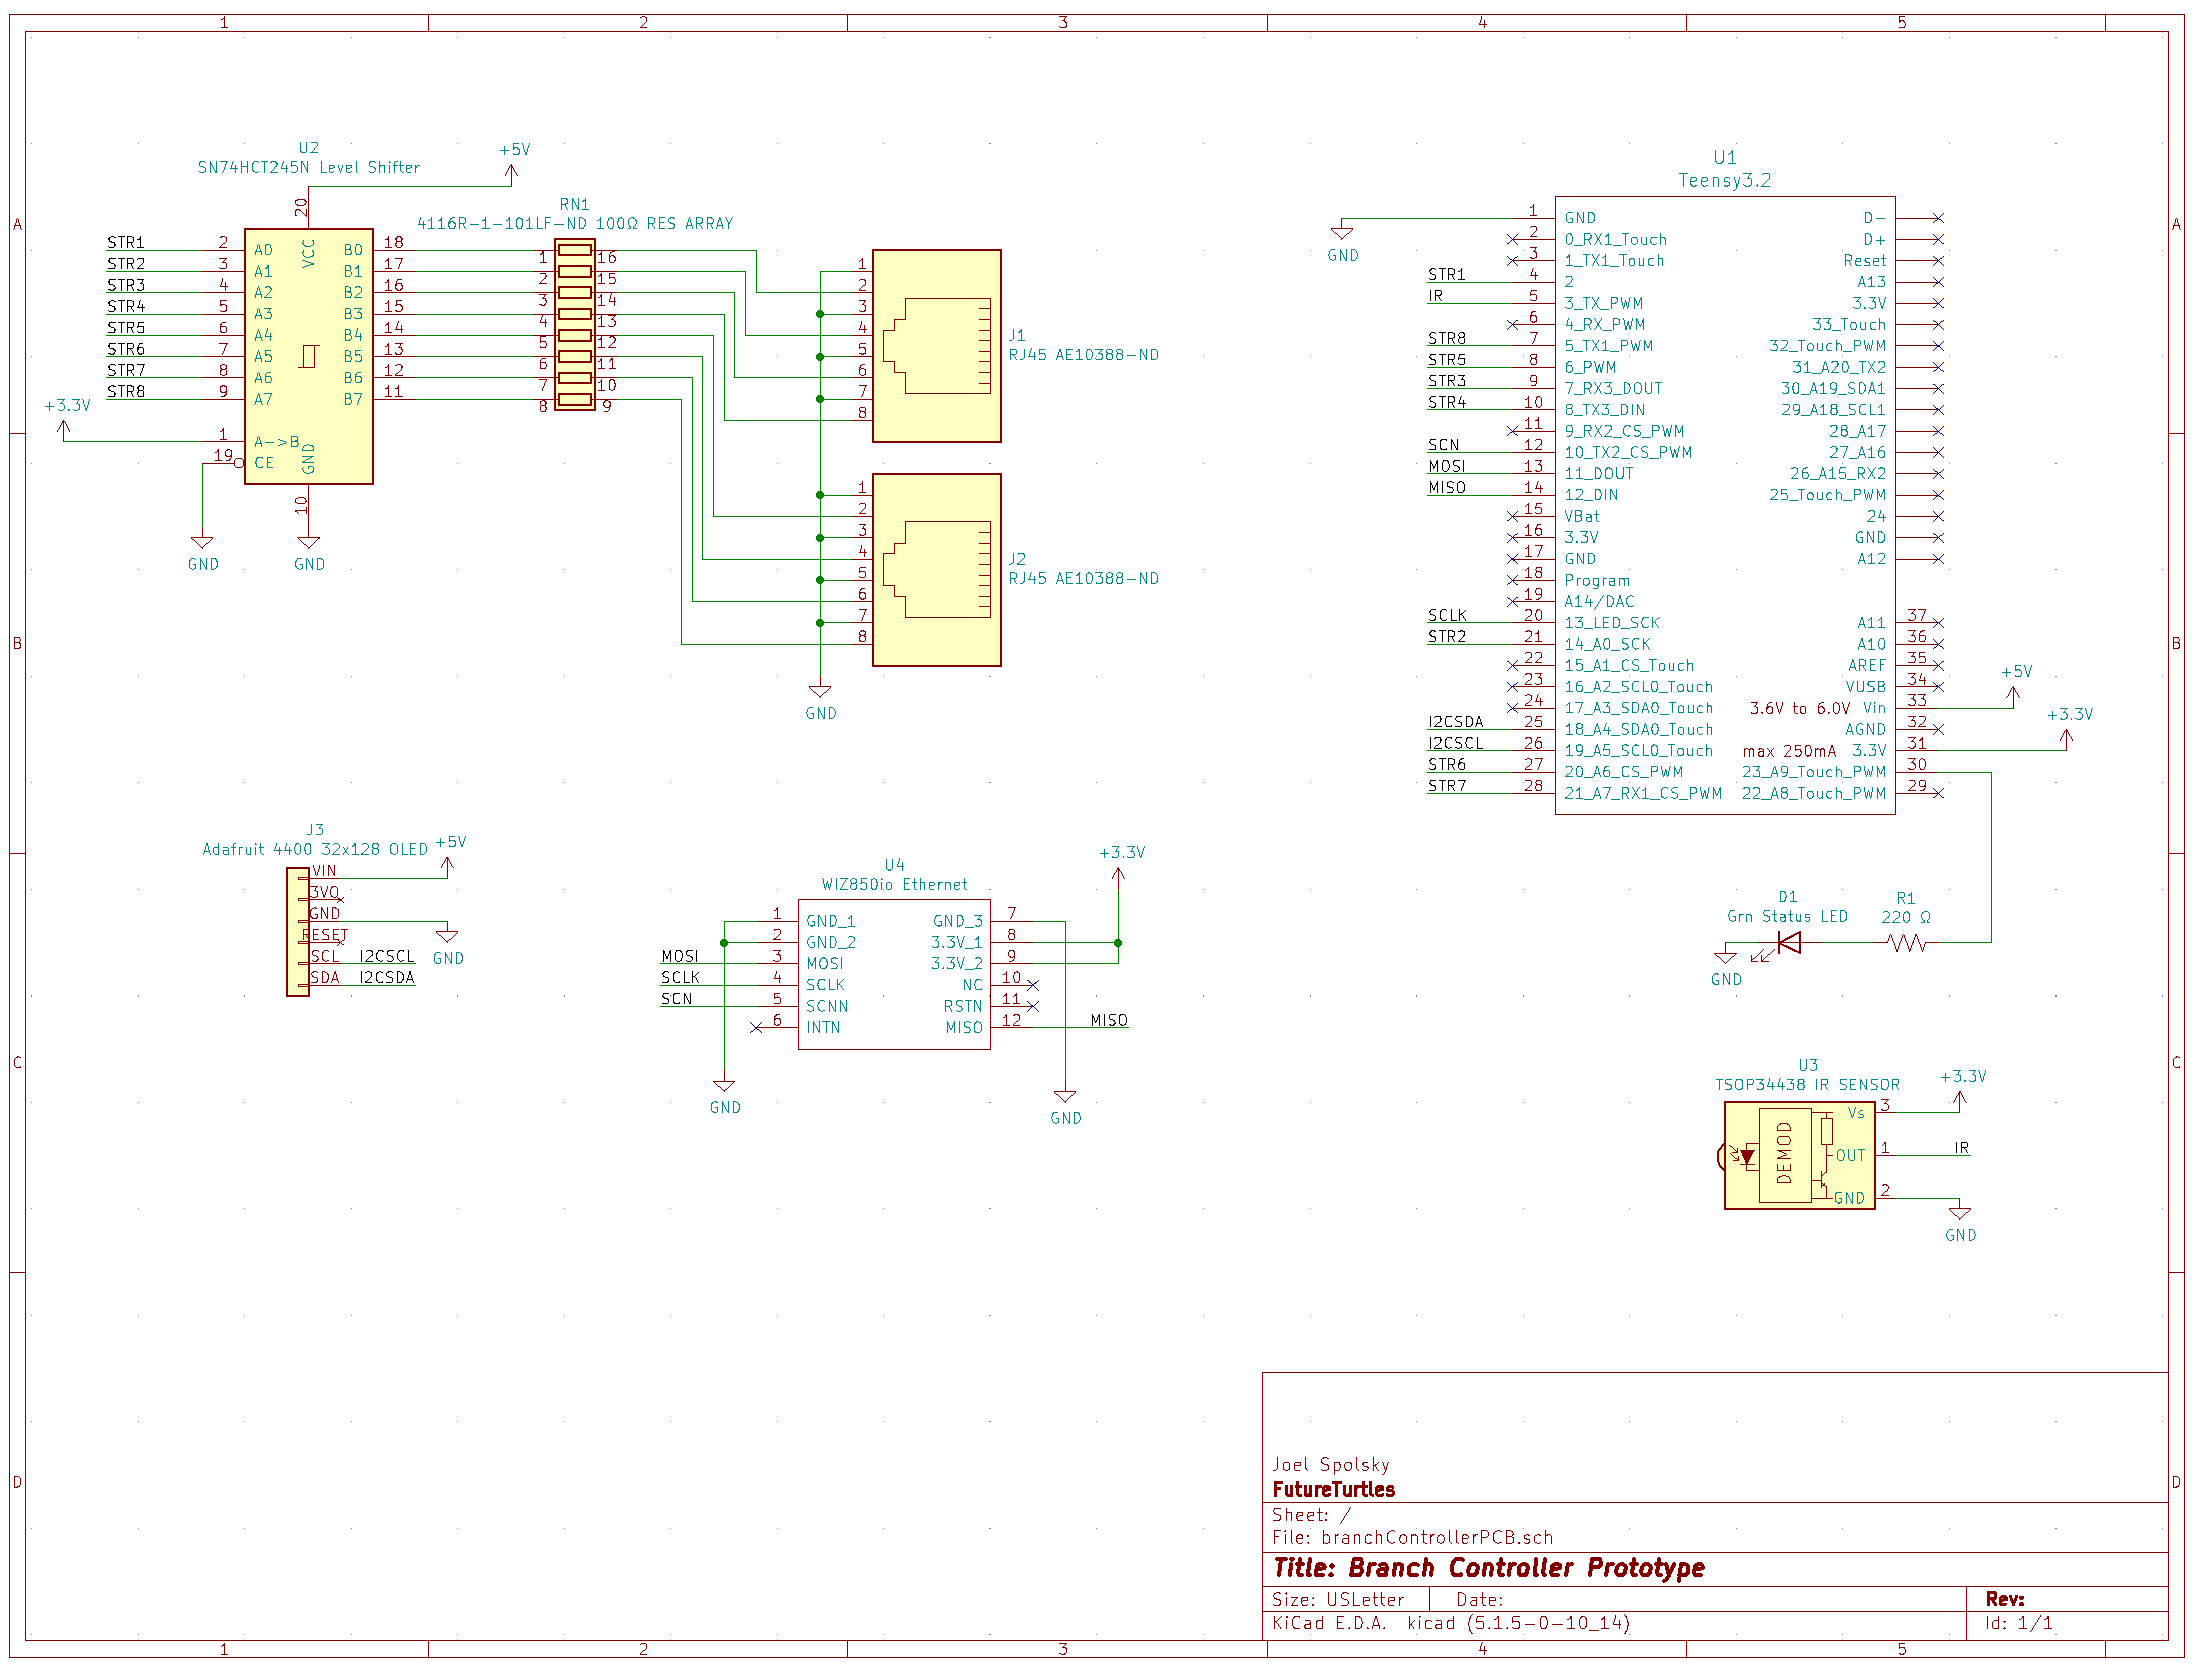 1 2 3 4 5
A
B
C
D
U2
SN74HCT245N Level Shifter
+5V
20
VCC
STR1 2 A0 B0 18
STR2 3 A1 B1 17
STR3 4 A2 B2 16
STR4 5 A3 B3 15
STR5 6 A4 B4 14
STR6 7 A5 B5 13
STR7 8 A6 B6 12
STR8 9 A7 B7 11
+3.3V
1 A->B
19 CE
GND
10
GND
GND
RN1
4116R-1-101LF-ND 100Ω RES ARRAY
1 16
2 15
3 14
4 13
5 12
6 11
7 10
8 9
1
2
3
4
5
6
7
8
J1
RJ45 AE10388-ND
1
2
3
4
5
6
7
8
J2
RJ45 AE10388-ND
GND
U1
Teensy3.2
GND
1 GND D-
2 0_RX1_Touch D+
3 1_TX1_Touch Reset
STR1 4 2 A13
IR 5 3_TX_PWM 3.3V
6 4_RX_PWM 33_Touch
STR8 7 5_TX1_PWM 32_Touch_PWM
STR5 8 6_PWM 31_A20_TX2
STR3 9 7_RX3_DOUT 30_A19_SDA1
STR4 10 8_TX3_DIN 29_A18_SCL1
11 9_RX2_CS_PWM 28_A17
SCN 12 10_TX2_CS_PWM 27_A16
MOSI 13 11_DOUT 26_A15_RX2
MISO 14 12_DIN 25_Touch_PWM
15 VBat 24
16 3.3V GND
17 GND A12
18 Program
19 A14/DAC
SCLK 20 13_LED_SCK A11 37
STR2 21 14_A0_SCK A10 36
22 15_A1_CS_Touch AREF 35
23 16_A2_SCL0_Touch VUSB 34
24 17_A3_SDA0_Touch 3.6V to 6.0V Vin 33 +5V
I2CSDA 25 18_A4_SDA0_Touch AGND 32
I2CSCL 26 19_A5_SCL0_Touch max 250mA 3.3V 31 +3.3V
STR6 27 20_A6_CS_PWM 23_A9_Touch_PWM 30
STR7 28 21_A7_RX1_CS_PWM 22_A8_Touch_PWM 29
J3
Adafruit 4400 32x128 OLED
+5V
VIN
3VO
GND
RESET
SCL I2CSCL
SDA I2CSDA
GND
U4
WIZ850io Ethernet
+3.3V
1 GND_1 GND_3 7
2 GND_2 3.3V_1 8
MOSI 3 MOSI 3.3V_2 9
SCLK 4 SCLK NC 10
SCN 5 SCNN RSTN 11
6 INTN MISO 12 MISO
GND
GND
D1
Grn Status LED
R1
220 Ω
GND
U3
TSOP34438 IR SENSOR
+3.3V
DEMOD
Vs 3
OUT 1 IR
GND 2
GND
Joel Spolsky
FutureTurtles
Sheet: /
File: branchControllerPCB.sch
Title: Branch Controller Prototype
Size: USLetter Date: Rev:
KiCad E.D.A. kicad (5.1.5-0-10_14) Id: 1/1
A
B
C
D
1 2 3 4 5